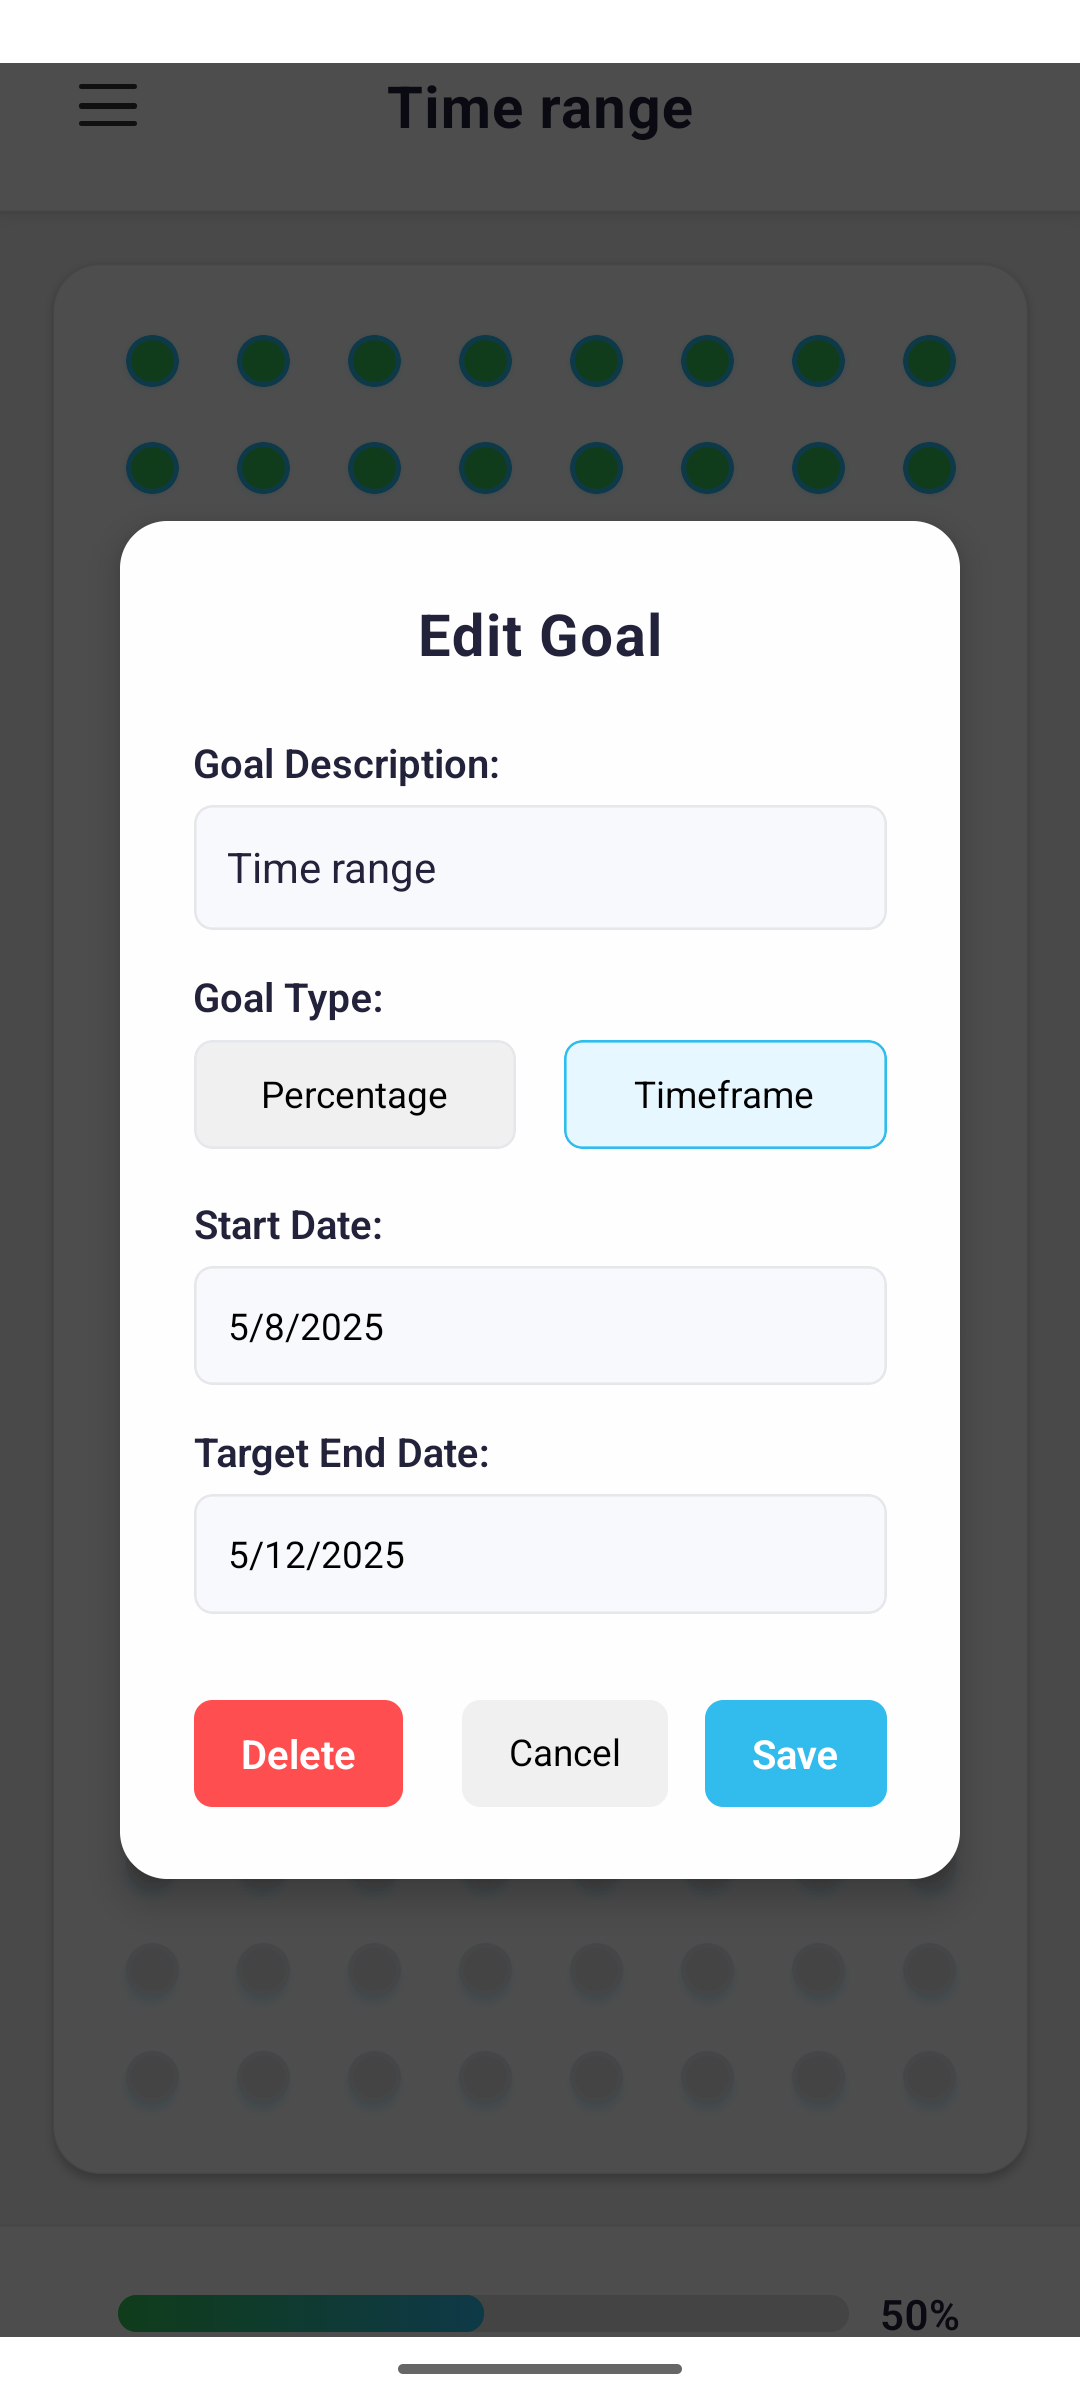 Time range
Edit Goal
Goal Description:
Time range
Goal Type:
Percentage Timeframe
Start Date:
5/8/2025
Target End Date:
5/12/2025
Delete Cancel Save
50%